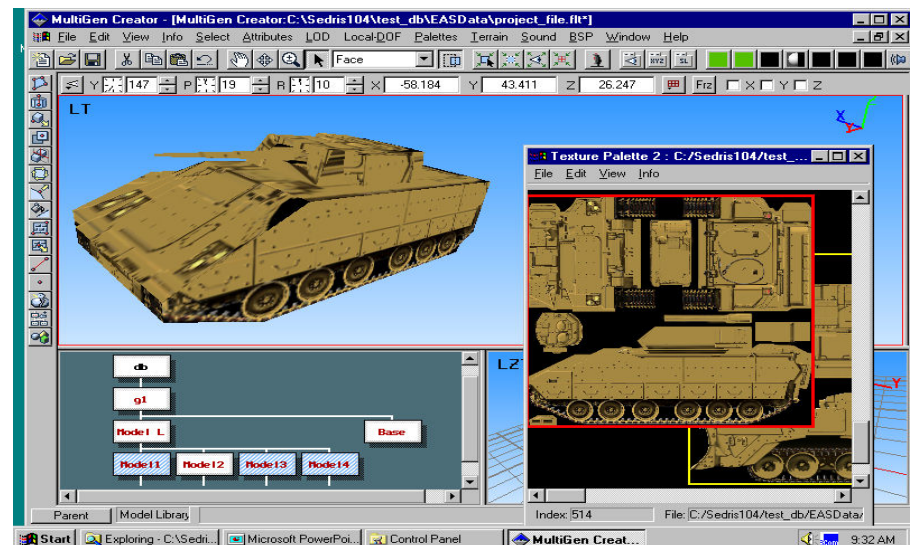 MultiGen Creator - [MultiGen Creator:C:\Sedris104\test_db\EASData\project_file.flt*]
File Edit View Info Select Attributes LOD Local-DOF Palettes Terrain Sound BSP Window Help
Face XYZ SL
Y 147 P 19 R 10 X -58.184 Y 43.411 Z 26.247 Frz X Y Z
LT
X
Texture Palette 2 : C:/Sedris104/test_...
File Edit View Info
db
g1
Model L Base
Model1 Model2 Model3 Model4
Y
Index: 514 File: C:/Sedris104/test_db/EASData/
Parent Model Library
Start Exploring - C:\Sedri... Microsoft PowerPoi... Control Panel MultiGen Creat... 9:32 AM